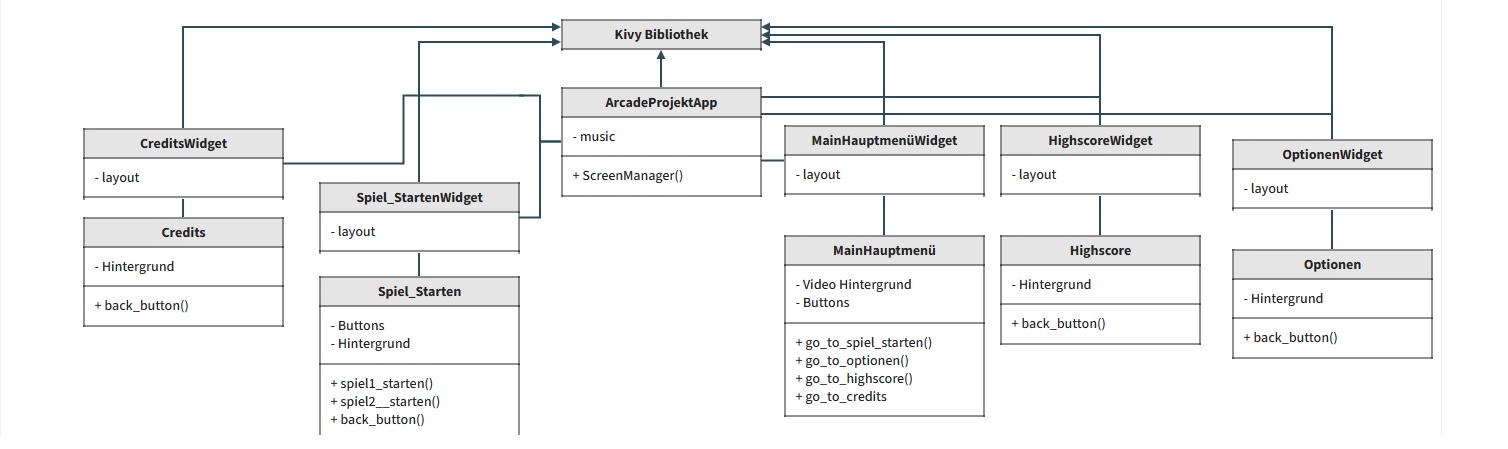 Kivy Bibliothek
ArcadeProjektApp
- music
+ ScreenManager()
CreditsWidget
- layout
Credits
- Hintergrund
+ back_button()
Spiel_StartenWidget
- layout
Spiel_Starten
- Buttons
- Hintergrund
+ spiel1_starten()
+ spiel2__starten()
+ back_button()
MainHauptmenüWidget
- layout
MainHauptmenü
- Video Hintergrund
- Buttons
+ go_to_spiel_starten()
+ go_to_optionen()
+ go_to_highscore()
+ go_to_credits
HighscoreWidget
- layout
Highscore
- Hintergrund
+ back_button()
OptionenWidget
- layout
Optionen
- Hintergrund
+ back_button()